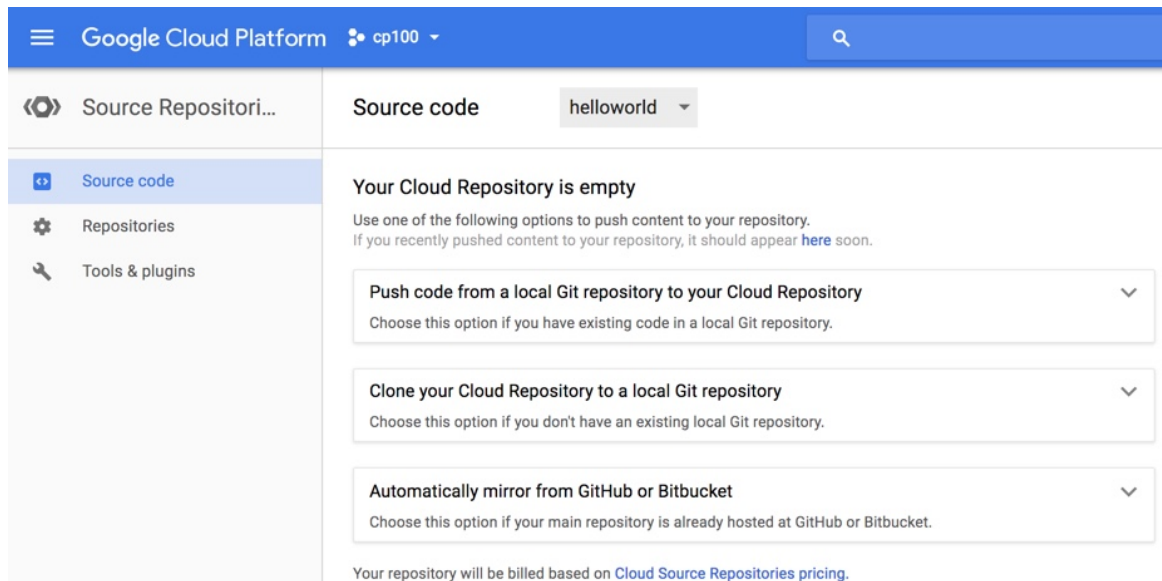 Google Cloud Platform cp100
Source Repositori...
Source code helloworld
Source code
Repositories
Tools & plugins
Your Cloud Repository is empty
Use one of the following options to push content to your repository.
If you recently pushed content to your repository, it should appear here soon.
Push code from a local Git repository to your Cloud Repository
Choose this option if you have existing code in a local Git repository.
Clone your Cloud Repository to a local Git repository
Choose this option if you don't have an existing local Git repository.
Automatically mirror from GitHub or Bitbucket
Choose this option if your main repository is already hosted at GitHub or Bitbucket.
Your repository will be billed based on Cloud Source Repositories pricing.